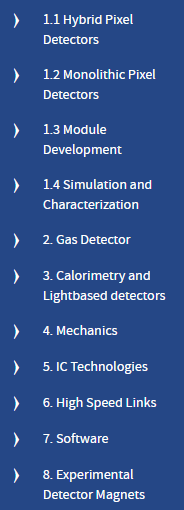 1.1 Hybrid Pixel
Detectors
1.2 Monolithic Pixel
Detectors
1.3 Module
Development
1.4 Simulation and
Characterization
2. Gas Detector
3. Calorimetry and
Lightbased detectors
4. Mechanics
5. IC Technologies
6. High Speed Links
7. Software
8. Experimental
Detector Magnets